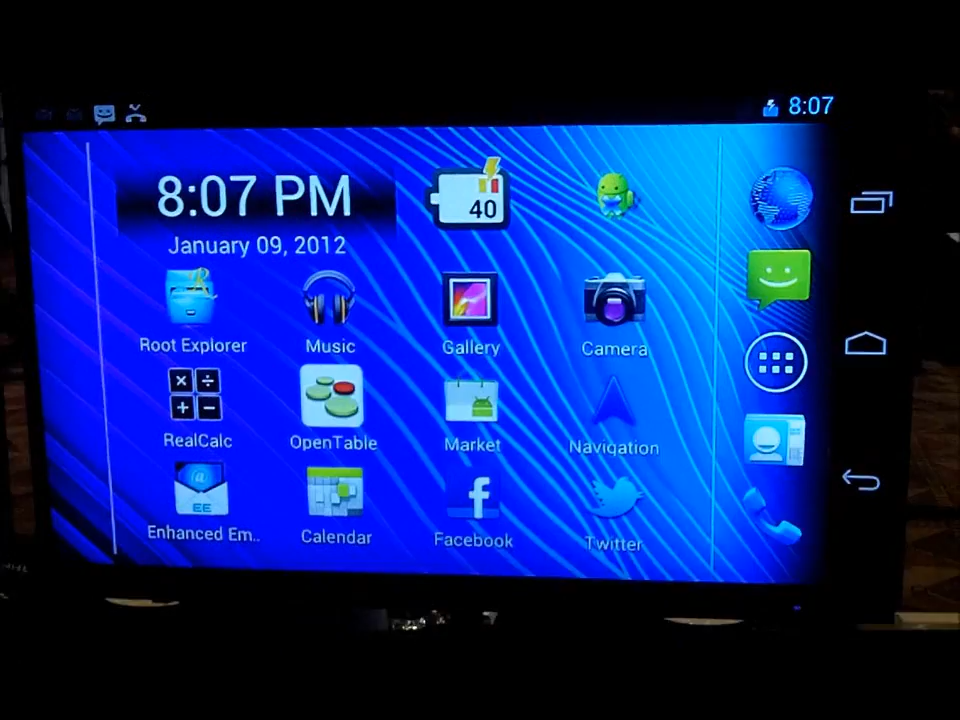 8:07
8:07 PM
40
January 09, 2012
Root Explorer
Music
Gallery
Camera
RealCalc
OpenTable
Market
Navigation
@
EE
Enhanced Em..
Calendar
f
Facebook
Twitter